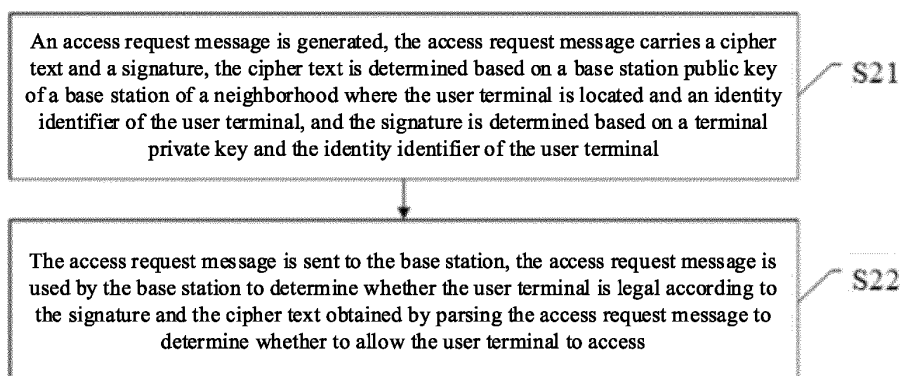 An access request message is generated, the access request message carries a cipher
text and a signature, the cipher text is determined based on a base station public key
of a base station of a neighborhood where the user terminal is located and an identity
identifier of the user terminal, and the signature is determined based on a terminal
private key and the identity identifier of the user terminal
S21
The access request message is sent to the base station, the access request message is
used by the base station to determine whether the user terminal is legal according to
the signature and the cipher text obtained by parsing the access request message to
determine whether to allow the user terminal to access
S22